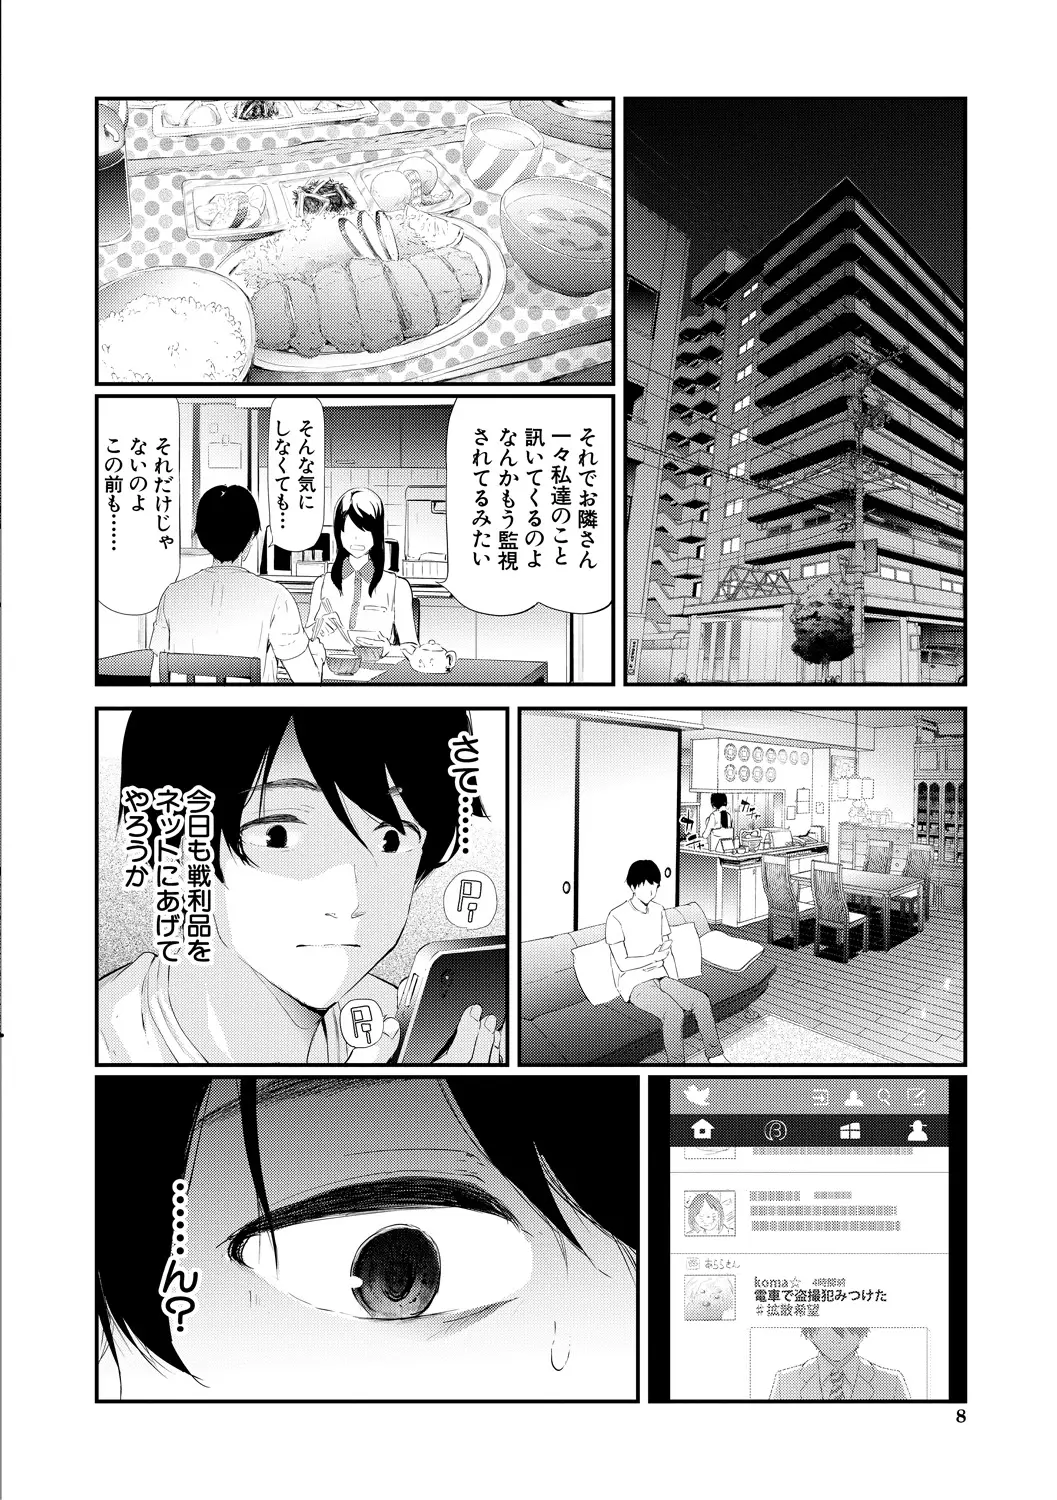 それでお隣さん
一々私達のこと
訊いてくるのよ
なんかもう監視
されてるみたい
そんな気に
しなくても…
それだけじゃ
ないのよ
この前も……
さて……
今日も戦利品を
ネットにあげて
やろうか
あららさん
koma☆ 4時間前
電車で盗撮犯みつけた
#拡散希望
………ん?
8